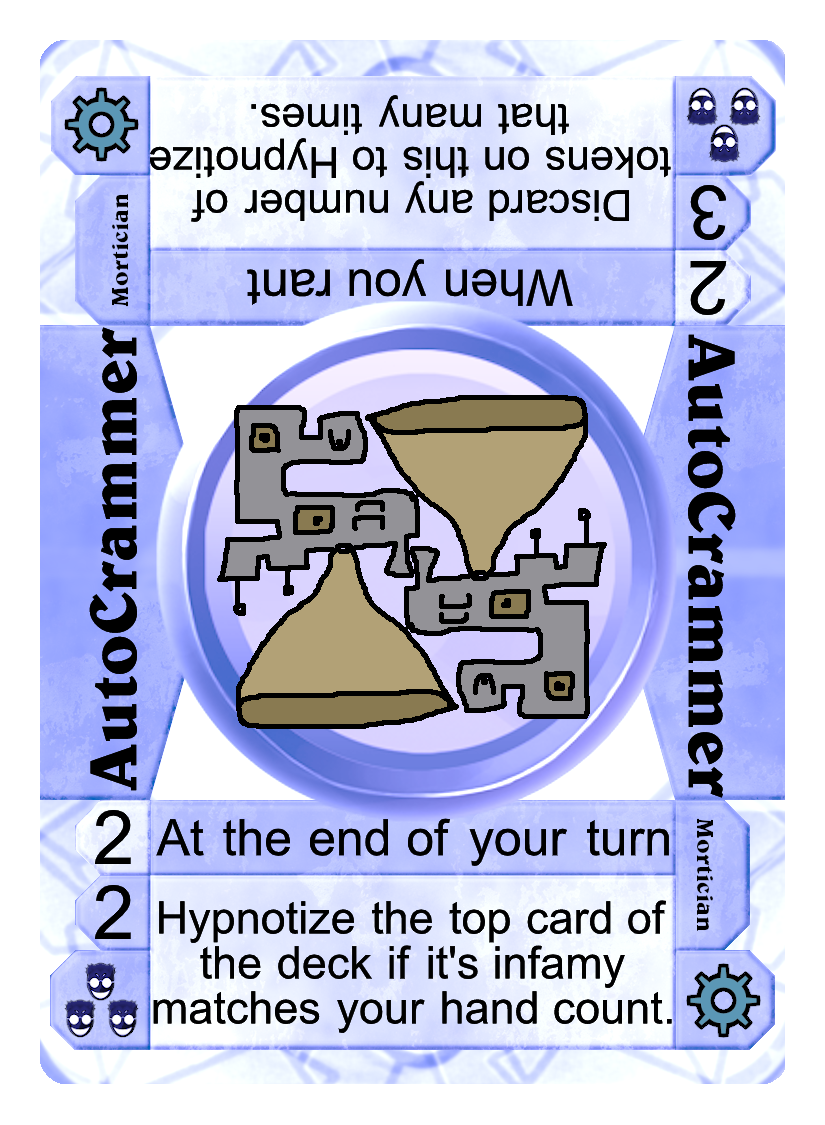 AutoCrammer
2 At the end of your turn
Mortician
2
Hypnotize the top card of
the deck if it's infamy
matches your hand count.
AutoCrammer
2 When you rant
Mortician
3
Discard any number of
tokens on this to Hypnotize
that many times.